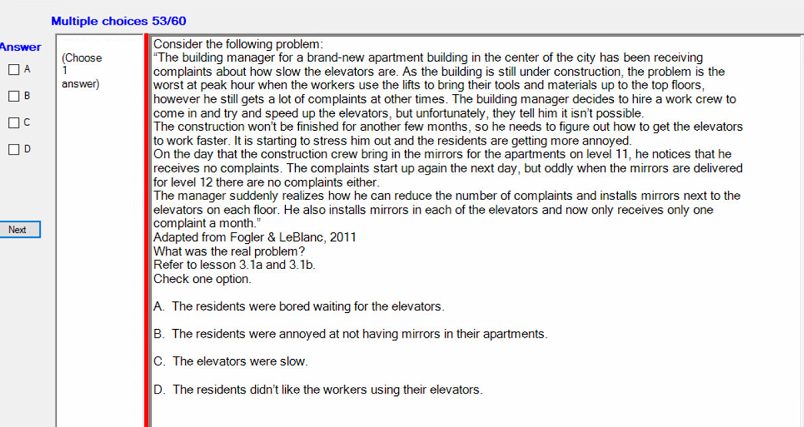 Multiple choices 53/60
Answer
A
B
C
D
Next
(Choose
1
answer)
Consider the following problem:
"The building manager for a brand-new apartment building in the center of the city has been receiving
complaints about how slow the elevators are. As the building is still under construction, the problem is the
worst at peak hour when the workers use the lifts to bring their tools and materials up to the top floors,
however he still gets a lot of complaints at other times. The building manager decides to hire a work crew to
come in and try and speed up the elevators, but unfortunately, they tell him it isn't possible.
The construction won't be finished for another few months, so he needs to figure out how to get the elevators
to work faster. It is starting to stress him out and the residents are getting more annoyed.
On the day that the construction crew bring in the mirrors for the apartments on level 11, he notices that he
receives no complaints. The complaints start up again the next day, but oddly when the mirrors are delivered
for level 12 there are no complaints either.
The manager suddenly realizes how he can reduce the number of complaints and installs mirrors next to the
elevators on each floor. He also installs mirrors in each of the elevators and now only receives only one
complaint a month."
Adapted from Fogler & LeBlanc, 2011
What was the real problem?
Refer to lesson 3.1a and 3.1b.
Check one option.
A. The residents were bored waiting for the elevators.
B. The residents were annoyed at not having mirrors in their apartments.
C. The elevators were slow.
D. The residents didn't like the workers using their elevators.